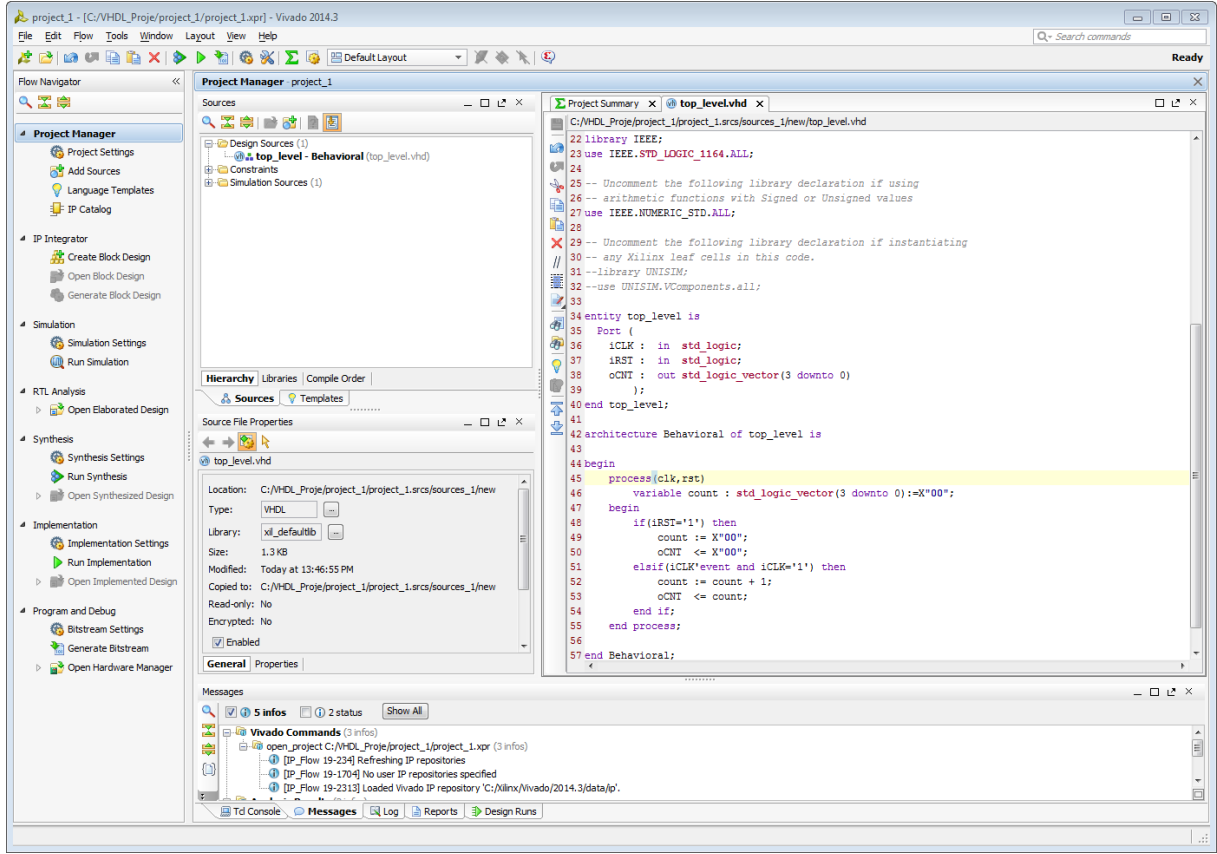 project_1 - [C:/VHDL_Proje/project_1/project_1.xpr] - Vivado 2014.3
File Edit Flow Tools Window Layout View Help
Search commands
Default Layout
Ready
Flow Navigator
Project Manager
Project Settings
Add Sources
Language Templates
IP Catalog
IP Integrator
Create Block Design
Open Block Design
Generate Block Design
Simulation
Simulation Settings
Run Simulation
RTL Analysis
Open Elaborated Design
Synthesis
Synthesis Settings
Run Synthesis
Open Synthesized Design
Implementation
Implementation Settings
Run Implementation
Open Implemented Design
Program and Debug
Bitstream Settings
Generate Bitstream
Open Hardware Manager
Project Manager - project_1
Sources
Design Sources (1)
top_level - Behavioral (top_level.vhd)
Constraints
Simulation Sources (1)
Hierarchy Libraries Compile Order
Sources Templates
Source File Properties
top_level.vhd
Location: C:/VHDL_Proje/project_1/project_1.srcs/sources_1/new
Type: VHDL ...
Library: xil_defaultlib ...
Size: 1.3 KB
Modified: Today at 13:46:55 PM
Copied to: C:/VHDL_Proje/project_1/project_1.srcs/sources_1/new
Read-only: No
Encrypted: No
Enabled
General Properties
Project Summary top_level.vhd
C:/VHDL_Proje/project_1/project_1.srcs/sources_1/new/top_level.vhd
22 library IEEE;
23 use IEEE.STD_LOGIC_1164.ALL;
24
25 -- Uncomment the following library declaration if using
26 -- arithmetic functions with Signed or Unsigned values
27 use IEEE.NUMERIC_STD.ALL;
28
29 -- Uncomment the following library declaration if instantiating
30 -- any Xilinx leaf cells in this code.
31 --library UNISIM;
32 --use UNISIM.VComponents.all;
33
34 entity top_level is
35 Port (
36 iCLK : in std_logic;
37 iRST : in std_logic;
38 oCNT : out std_logic_vector(3 downto 0)
39 );
40 end top_level;
41
42 architecture Behavioral of top_level is
43
44 begin
45 process(clk,rst)
46 variable count : std_logic_vector(3 downto 0):=X"00";
47 begin
48 if(iRST='1') then
49 count := X"00";
50 oCNT <= X"00";
51 elsif(iCLK'event and iCLK='1') then
52 count := count + 1;
53 oCNT <= count;
54 end if;
55 end process;
56
57 end Behavioral;
Messages
5 infos 2 status Show All
Vivado Commands (3 infos)
open_project C:/VHDL_Proje/project_1/project_1.xpr (3 infos)
[IP_Flow 19-234] Refreshing IP repositories
[IP_Flow 19-1704] No user IP repositories specified
[IP_Flow 19-2313] Loaded Vivado IP repository 'C:/Xilinx/Vivado/2014.3/data/ip'.
Tcl Console Messages Log Reports Design Runs